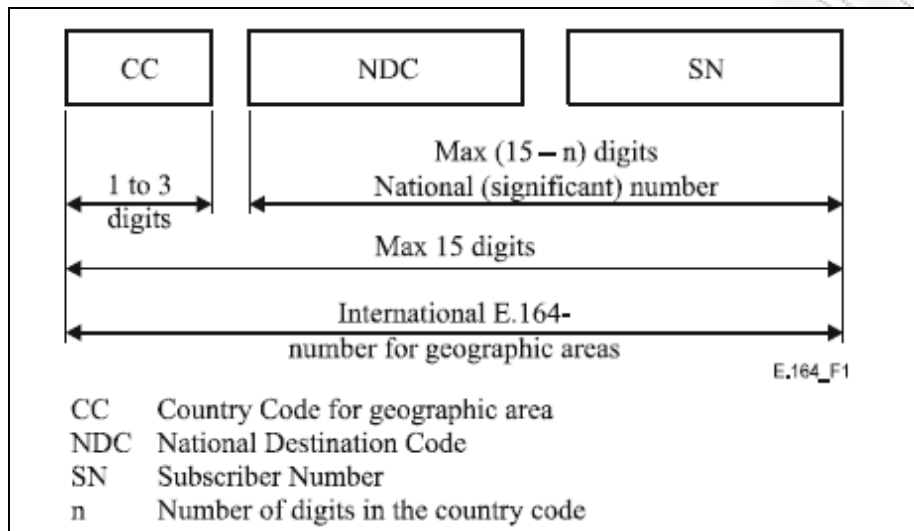 CC NDC SN
Max (15 – n) digits
1 to 3 National (significant) number
digits
Max 15 digits
International E.164-
number for geographic areas
E.164_F1
CC Country Code for geographic area
NDC National Destination Code
SN Subscriber Number
n Number of digits in the country code